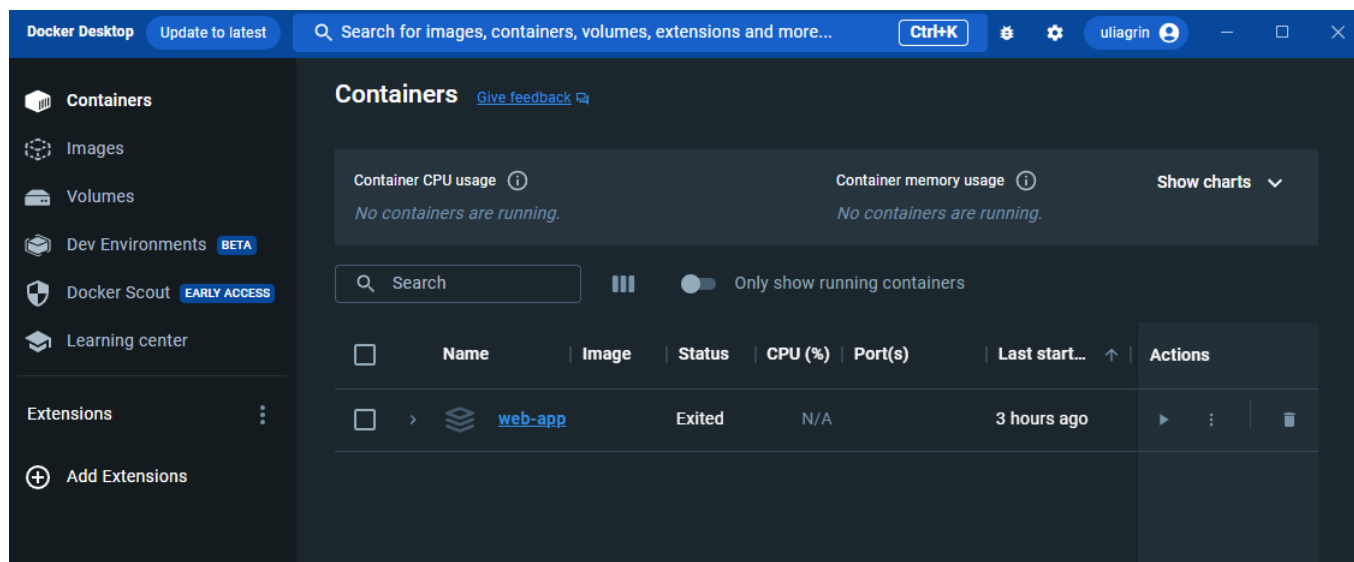 Docker Desktop Update to latest Search for images, containers, volumes, extensions and more... Ctrl+K uliagrin
Containers
Images
Volumes
Dev Environments BETA
Docker Scout EARLY ACCESS
Learning center
Extensions
Add Extensions
Containers Give feedback
Container CPU usage
No containers are running.
Container memory usage
No containers are running.
Show charts
Search Only show running containers
Name Image Status CPU (%) Port(s) Last start... Actions
web-app Exited N/A 3 hours ago